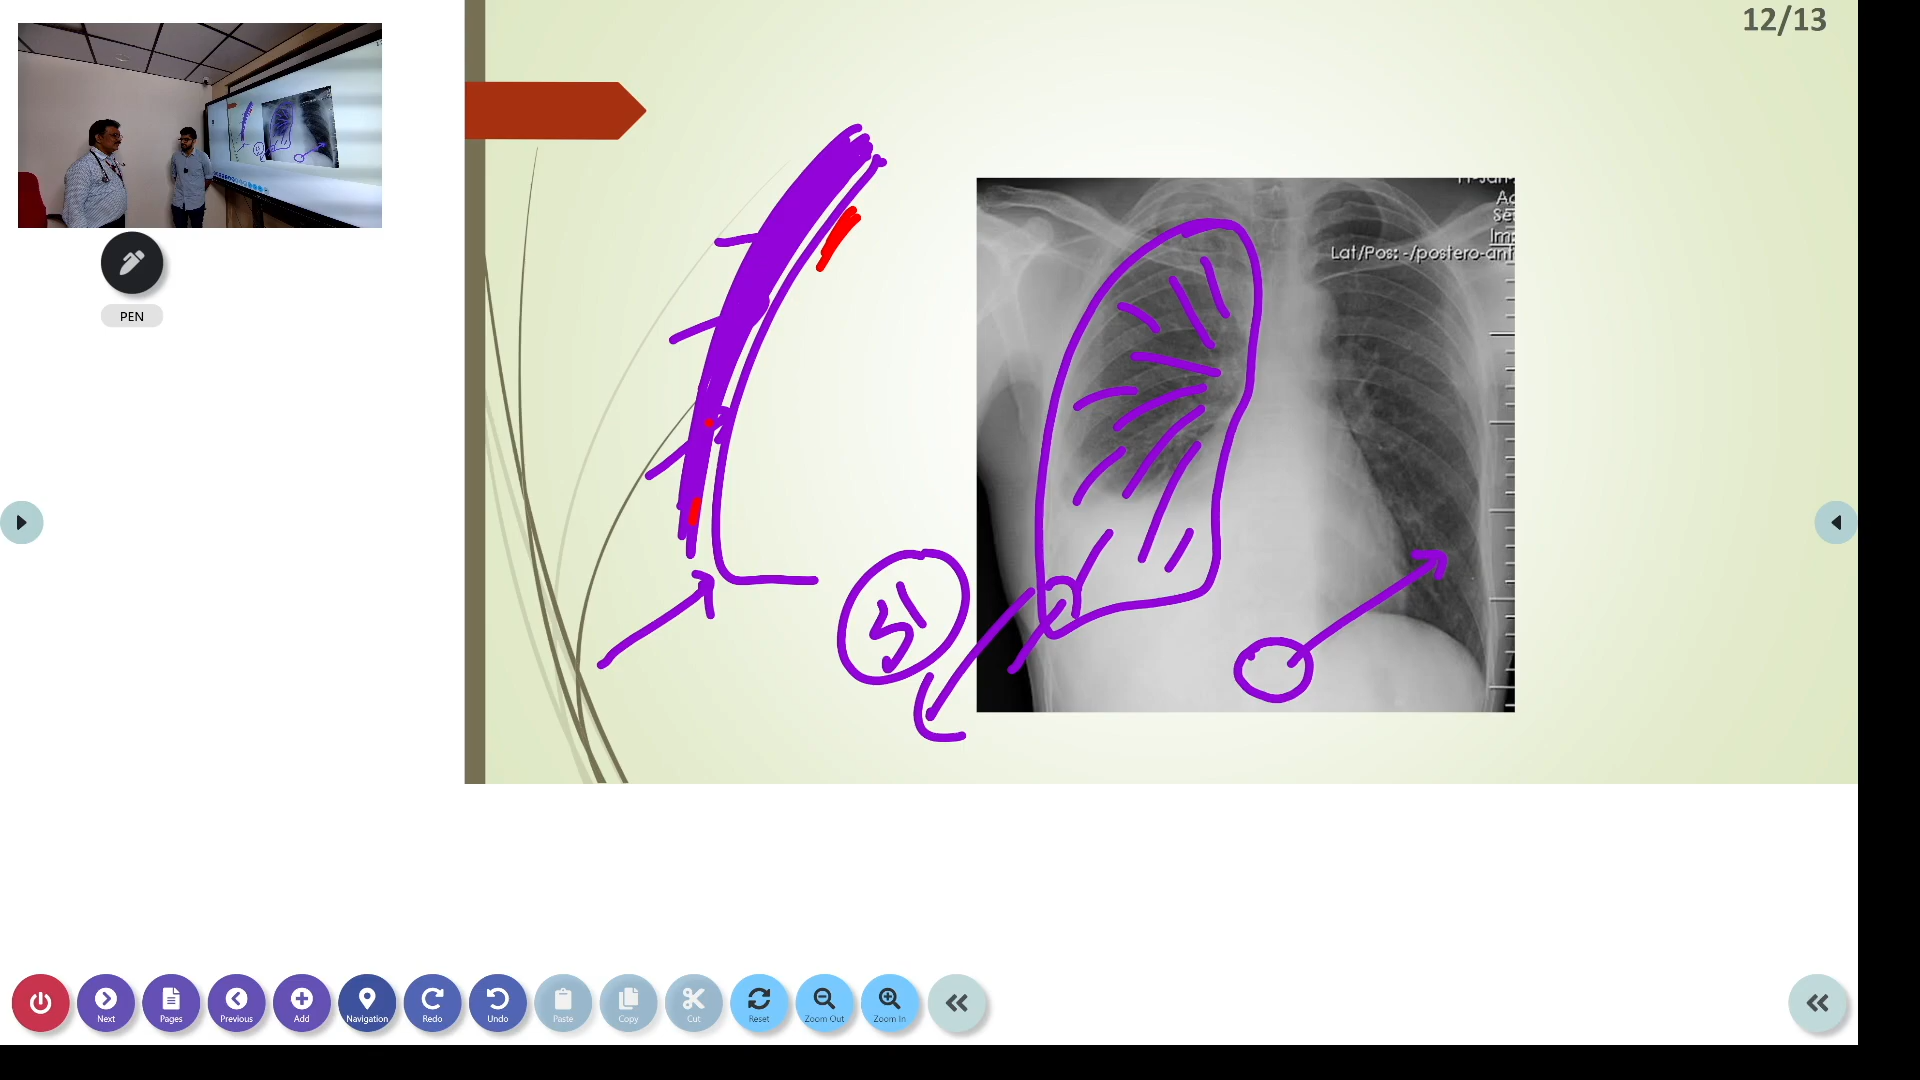 12/13
Lat/Pos: -/postero-ant
PEN
Next
Pages
Previous
Add
Navigation
Redo
Undo
Paste
Copy
Cut
Reset
Zoom Out
Zoom In